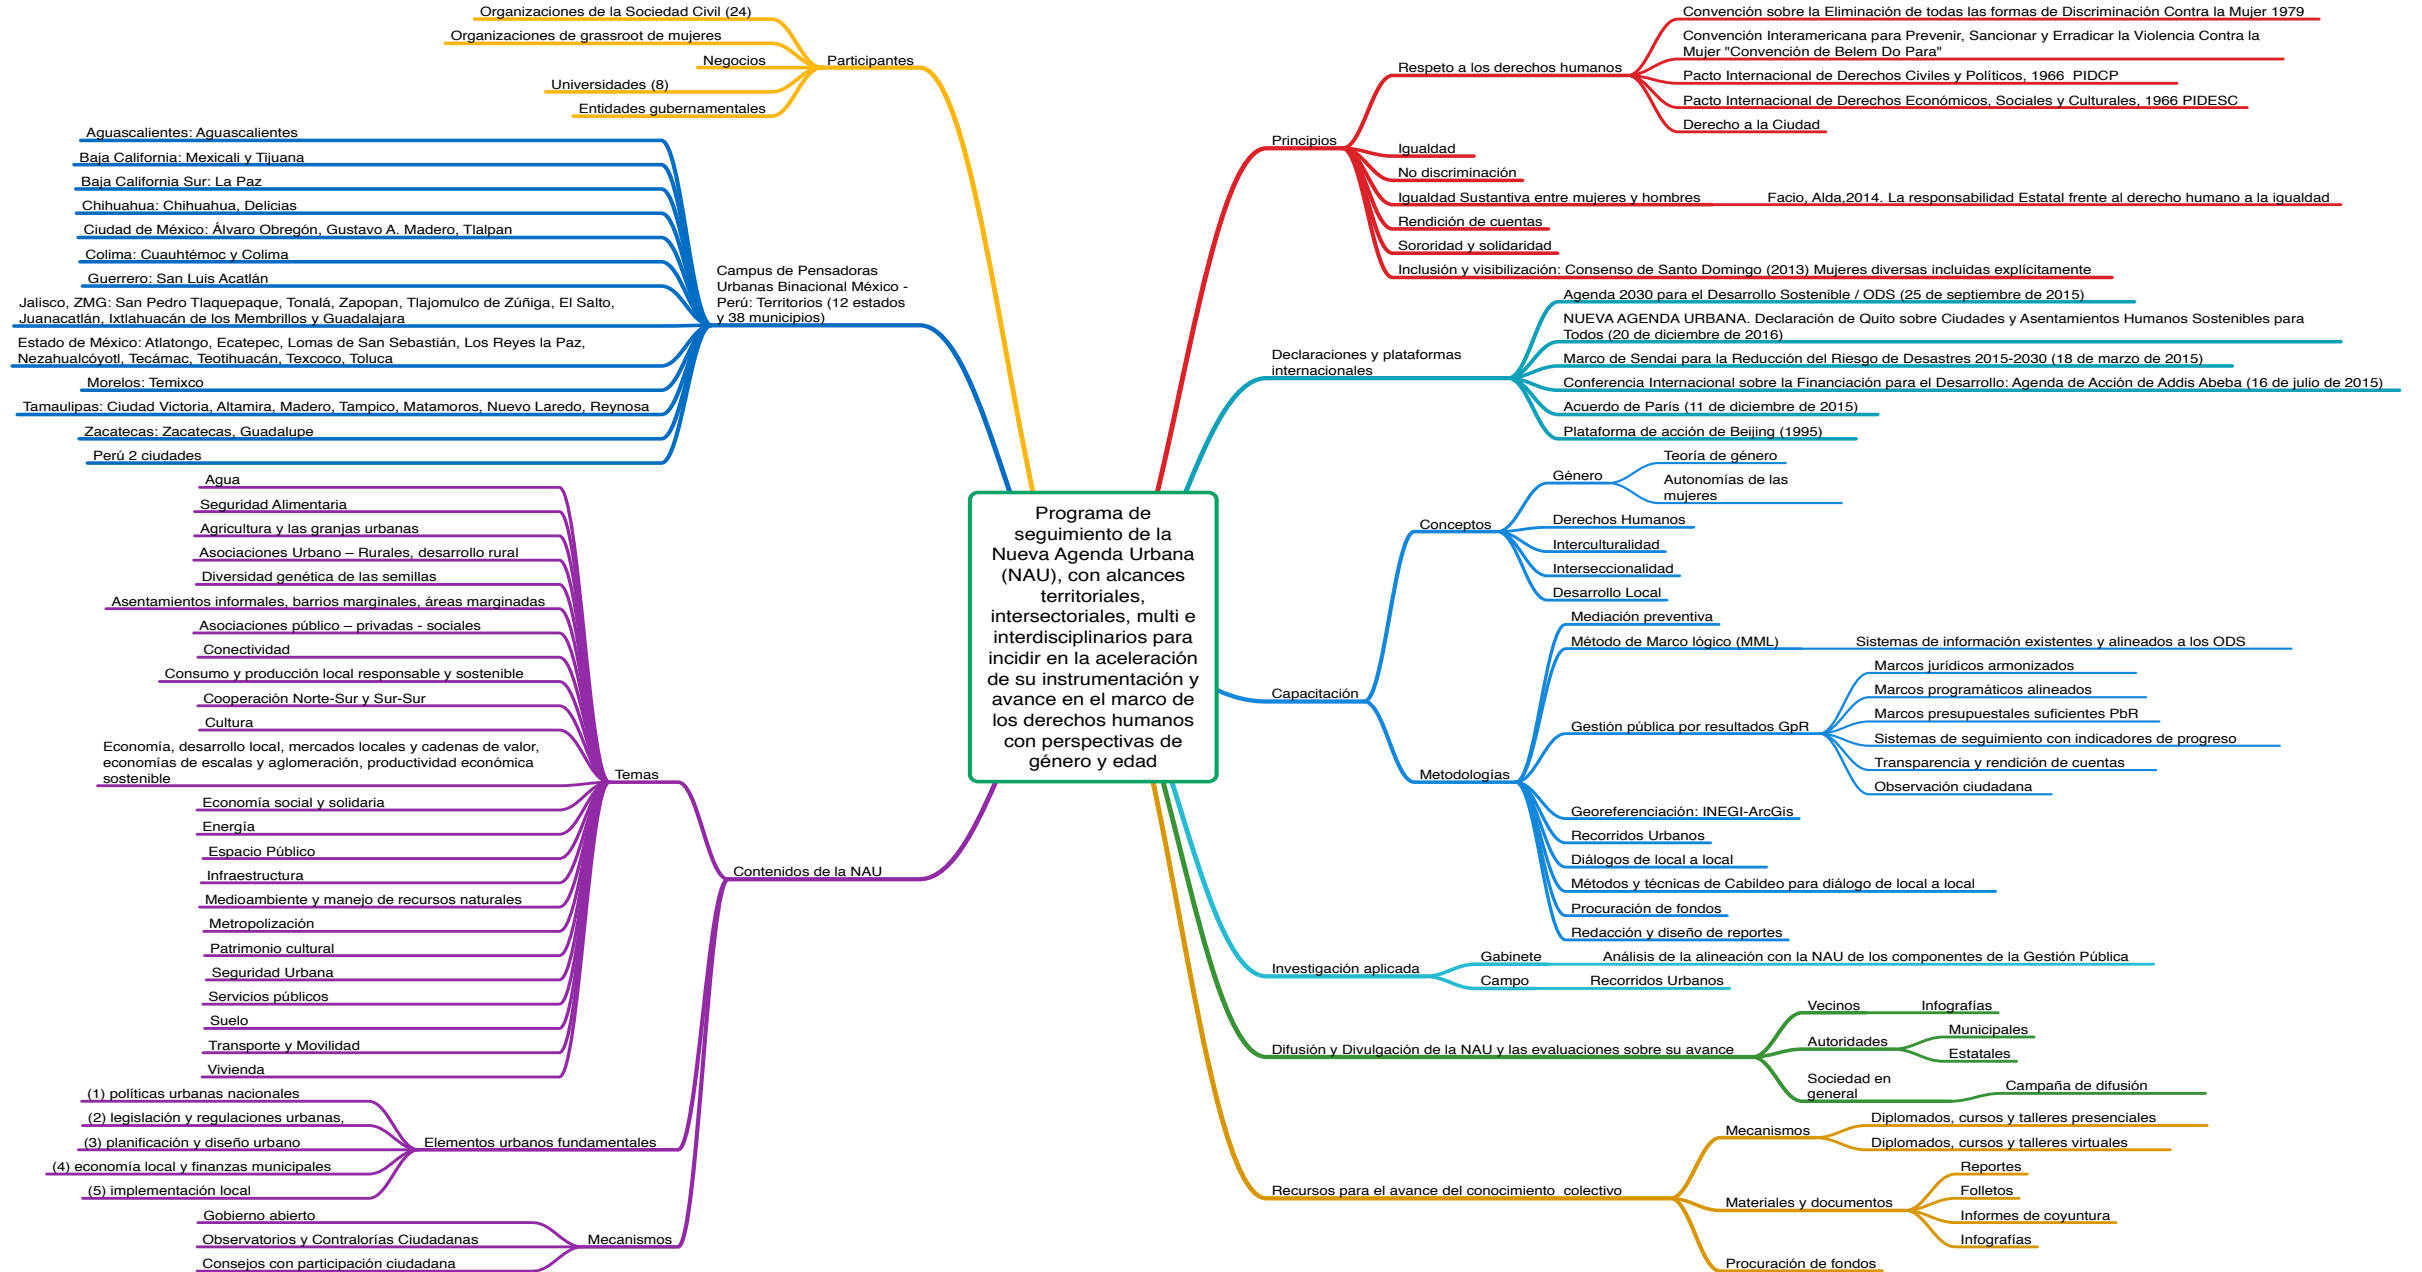 Organizaciones de la Sociedad Civil (24)
Organizaciones de grassroot de mujeres
Negocios
Universidades (8)
Entidades gubernamentales
Participantes
Aguascalientes: Aguascalientes
Baja California: Mexicali y Tijuana
Baja California Sur: La Paz
Chihuahua: Chihuahua, Delicias
Ciudad de México: Álvaro Obregón, Gustavo A. Madero, Tlalpan
Colima: Cuauhtémoc y Colima
Guerrero: San Luis Acatlán
Jalisco, ZMG: San Pedro Tlaquepaque, Tonalá, Zapopan, Tlajomulco de Zúñiga, El Salto,
Juanacatlán, Ixtlahuacán de los Membrillos y Guadalajara
Estado de México: Atlatongo, Ecatepec, Lomas de San Sebastián, Los Reyes la Paz,
Nezahualcóyotl, Tecámac, Teotihuacán, Texcoco, Toluca
Morelos: Temixco
Tamaulipas: Ciudad Victoria, Altamira, Madero, Tampico, Matamoros, Nuevo Laredo, Reynosa
Zacatecas: Zacatecas, Guadalupe
Perú 2 ciudades
Campus de Pensadoras
Urbanas Binacional México -
Perú: Territorios (12 estados
y 38 municipios)
Agua
Seguridad Alimentaria
Agricultura y las granjas urbanas
Asociaciones Urbano – Rurales, desarrollo rural
Diversidad genética de las semillas
Asentamientos informales, barrios marginales, áreas marginadas
Asociaciones público – privadas - sociales
Conectividad
Consumo y producción local responsable y sostenible
Cooperación Norte-Sur y Sur-Sur
Cultura
Economía, desarrollo local, mercados locales y cadenas de valor,
economías de escalas y aglomeración, productividad económica
sostenible
Economía social y solidaria
Energía
Espacio Público
Infraestructura
Medioambiente y manejo de recursos naturales
Metropolización
Patrimonio cultural
Seguridad Urbana
Servicios públicos
Suelo
Transporte y Movilidad
Vivienda
Temas
(1) políticas urbanas nacionales
(2) legislación y regulaciones urbanas,
(3) planificación y diseño urbano
(4) economía local y finanzas municipales
(5) implementación local
Elementos urbanos fundamentales
Gobierno abierto
Observatorios y Contralorías Ciudadanas
Consejos con participación ciudadana
Mecanismos
Contenidos de la NAU
Programa de
seguimiento de la
Nueva Agenda Urbana
(NAU), con alcances
territoriales,
intersectoriales, multi e
interdisciplinarios para
incidir en la aceleración
de su instrumentación y
avance en el marco de
los derechos humanos
con perspectivas de
género y edad
Principios
Respeto a los derechos humanos
Convención sobre la Eliminación de todas las formas de Discriminación Contra la Mujer 1979
Convención Interamericana para Prevenir, Sancionar y Erradicar la Violencia Contra la
Mujer "Convención de Belem Do Para"
Pacto Internacional de Derechos Civiles y Políticos, 1966 PIDCP
Pacto Internacional de Derechos Económicos, Sociales y Culturales, 1966 PIDESC
Derecho a la Ciudad
Igualdad
No discriminación
Igualdad Sustantiva entre mujeres y hombres
Facio, Alda,2014. La responsabilidad Estatal frente al derecho humano a la igualdad
Rendición de cuentas
Sororidad y solidaridad
Inclusión y visibilización: Consenso de Santo Domingo (2013) Mujeres diversas incluidas explícitamente
Declaraciones y plataformas
internacionales
Agenda 2030 para el Desarrollo Sostenible / ODS (25 de septiembre de 2015)
NUEVA AGENDA URBANA. Declaración de Quito sobre Ciudades y Asentamientos Humanos Sostenibles para
Todos (20 de diciembre de 2016)
Marco de Sendai para la Reducción del Riesgo de Desastres 2015-2030 (18 de marzo de 2015)
Conferencia Internacional sobre la Financiación para el Desarrollo: Agenda de Acción de Addis Abeba (16 de julio de 2015)
Acuerdo de París (11 de diciembre de 2015)
Plataforma de acción de Beijing (1995)
Capacitación
Conceptos
Género
Teoría de género
Autonomías de las
mujeres
Derechos Humanos
Interculturalidad
Interseccionalidad
Desarrollo Local
Metodologías
Mediación preventiva
Método de Marco lógico (MML)
Sistemas de información existentes y alineados a los ODS
Gestión pública por resultados GpR
Marcos jurídicos armonizados
Marcos programáticos alineados
Marcos presupuestales suficientes PbR
Sistemas de seguimiento con indicadores de progreso
Transparencia y rendición de cuentas
Observación ciudadana
Georeferenciación: INEGI-ArcGis
Recorridos Urbanos
Diálogos de local a local
Métodos y técnicas de Cabildeo para diálogo de local a local
Procuración de fondos
Redacción y diseño de reportes
Investigación aplicada
Gabinete
Análisis de la alineación con la NAU de los componentes de la Gestión Pública
Campo
Recorridos Urbanos
Difusión y Divulgación de la NAU y las evaluaciones sobre su avance
Vecinos
Infografías
Autoridades
Municipales
Estatales
Sociedad en
general
Campaña de difusión
Recursos para el avance del conocimiento colectivo
Mecanismos
Diplomados, cursos y talleres presenciales
Diplomados, cursos y talleres virtuales
Materiales y documentos
Reportes
Folletos
Informes de coyuntura
Infografías
Procuración de fondos